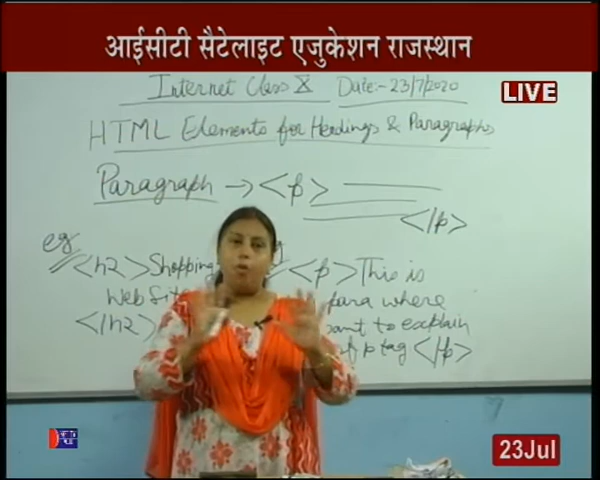 आईसीटी सैटेलाइट एजुकेशन राजस्थान
Internet Class X Date:- 23/7/2020
LIVE
HTML Elements for Headings & Paragraphs
Paragraph → <p>
</p>
eg
<h2> Shopping <p> This is
Web para where
</h2> want to explain
of p tag </p>
23Jul